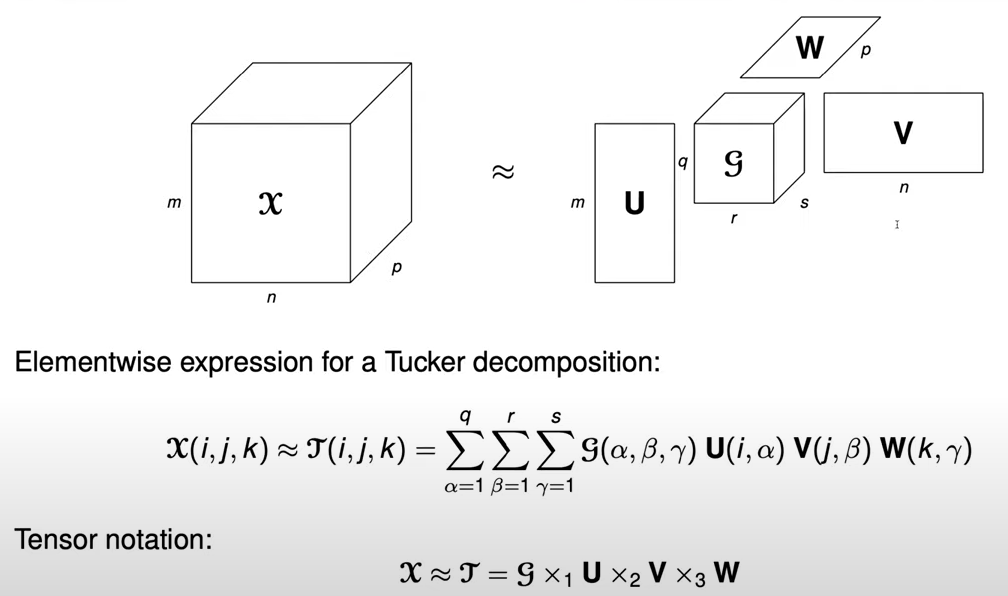 W p
m X n p
≈
m U q G r s V n
Elementwise expression for a Tucker decomposition:
𝒳(i, j, k) ≈ 𝒯(i, j, k) = ∑_{α=1}^{q} ∑_{β=1}^{r} ∑_{γ=1}^{s} 𝒢(α, β, γ) U(i, α) V(j, β) W(k, γ)
Tensor notation:
𝒳 ≈ 𝒯 = 𝒢 ×₁ U ×₂ V ×₃ W